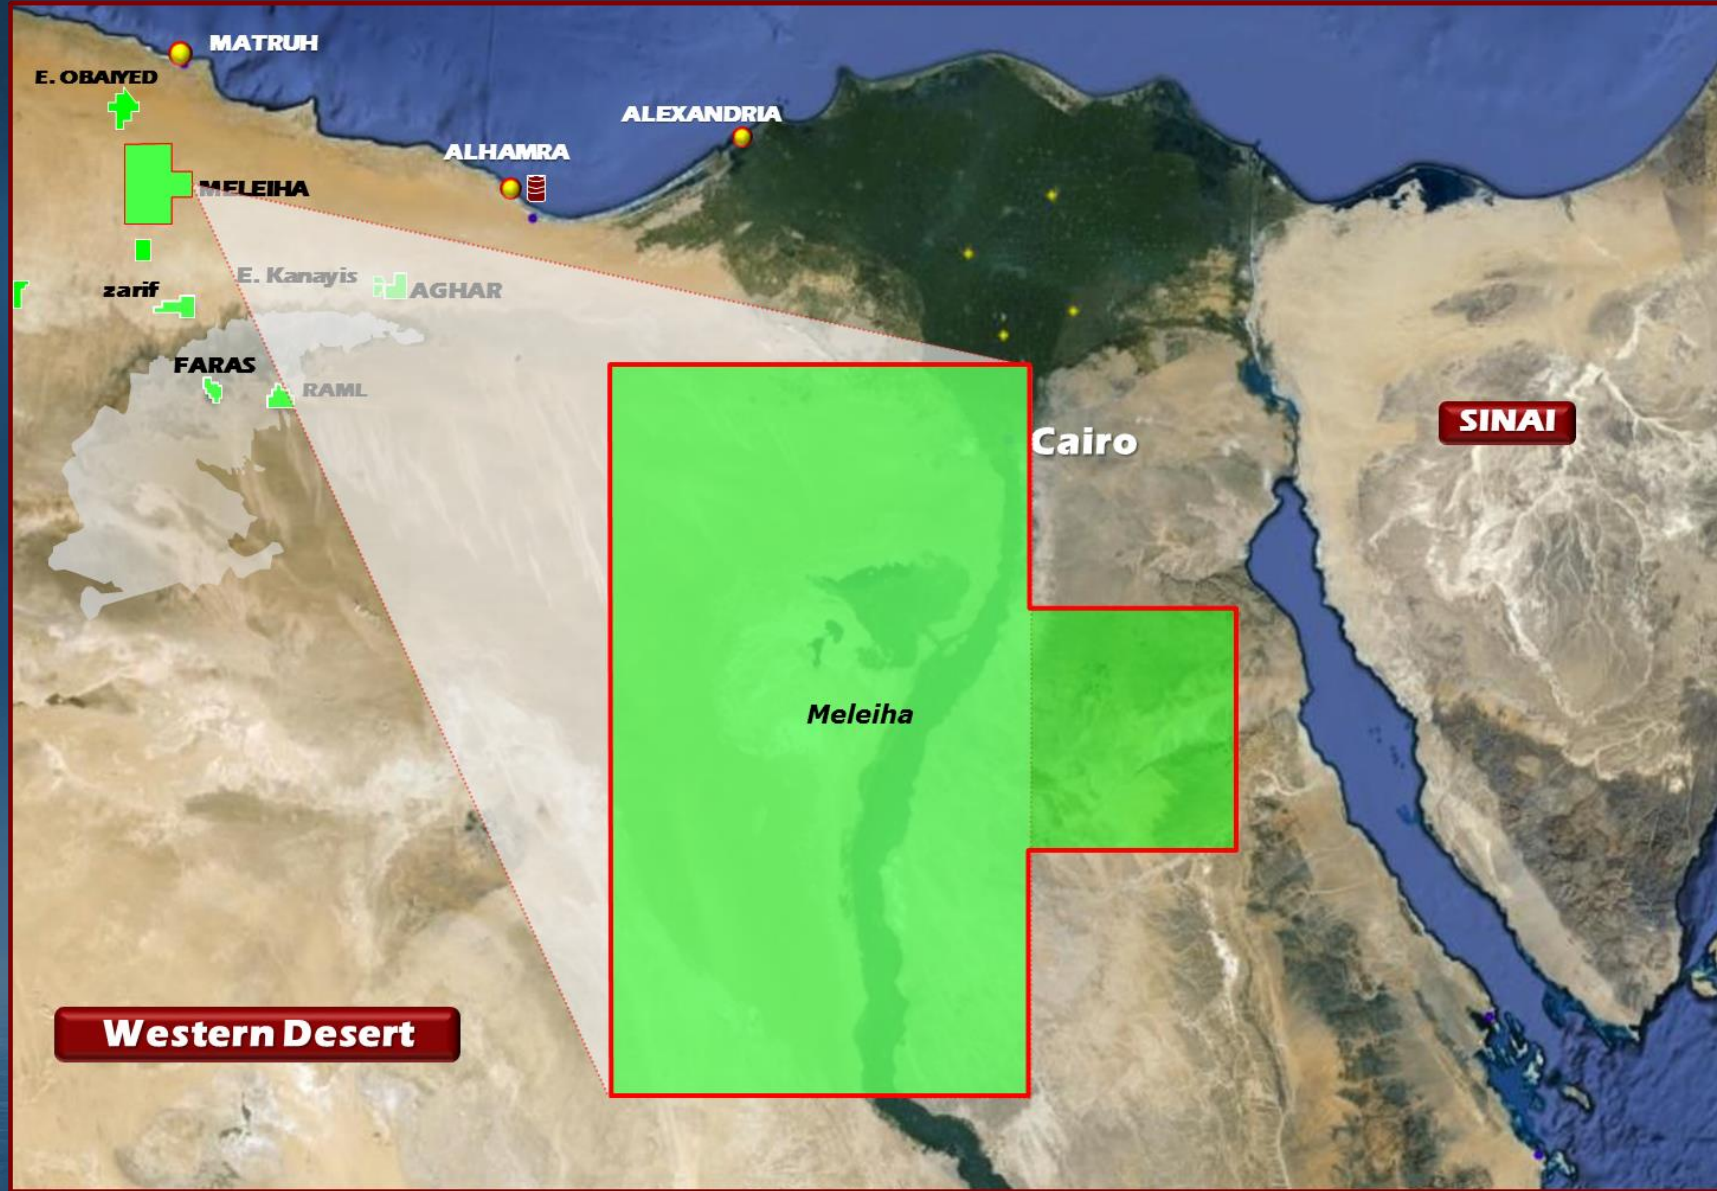 MATRUH
E. OBAIYED
ALEXANDRIA
ALHAMRA
MELEIHA
E. Kanayis
AGHAR
zarif
FARAS
RAML
Cairo
SINAI
Meleiha
Western Desert